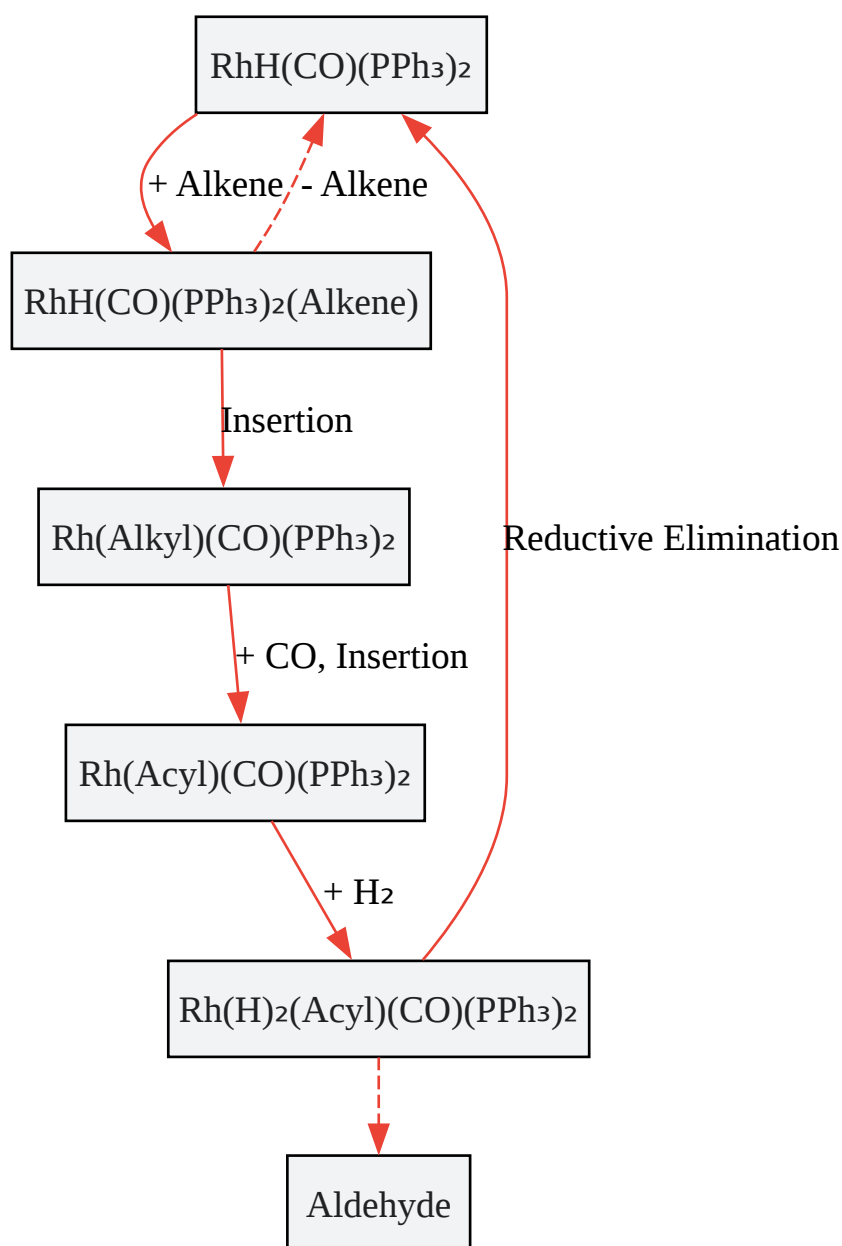 RhH(CO)(PPh₃)₂
+ Alkene
- Alkene
RhH(CO)(PPh₃)₂(Alkene)
Insertion
Rh(Alkyl)(CO)(PPh₃)₂
Reductive Elimination
+ CO, Insertion
Rh(Acyl)(CO)(PPh₃)₂
+ H₂
Rh(H)₂(Acyl)(CO)(PPh₃)₂
Aldehyde